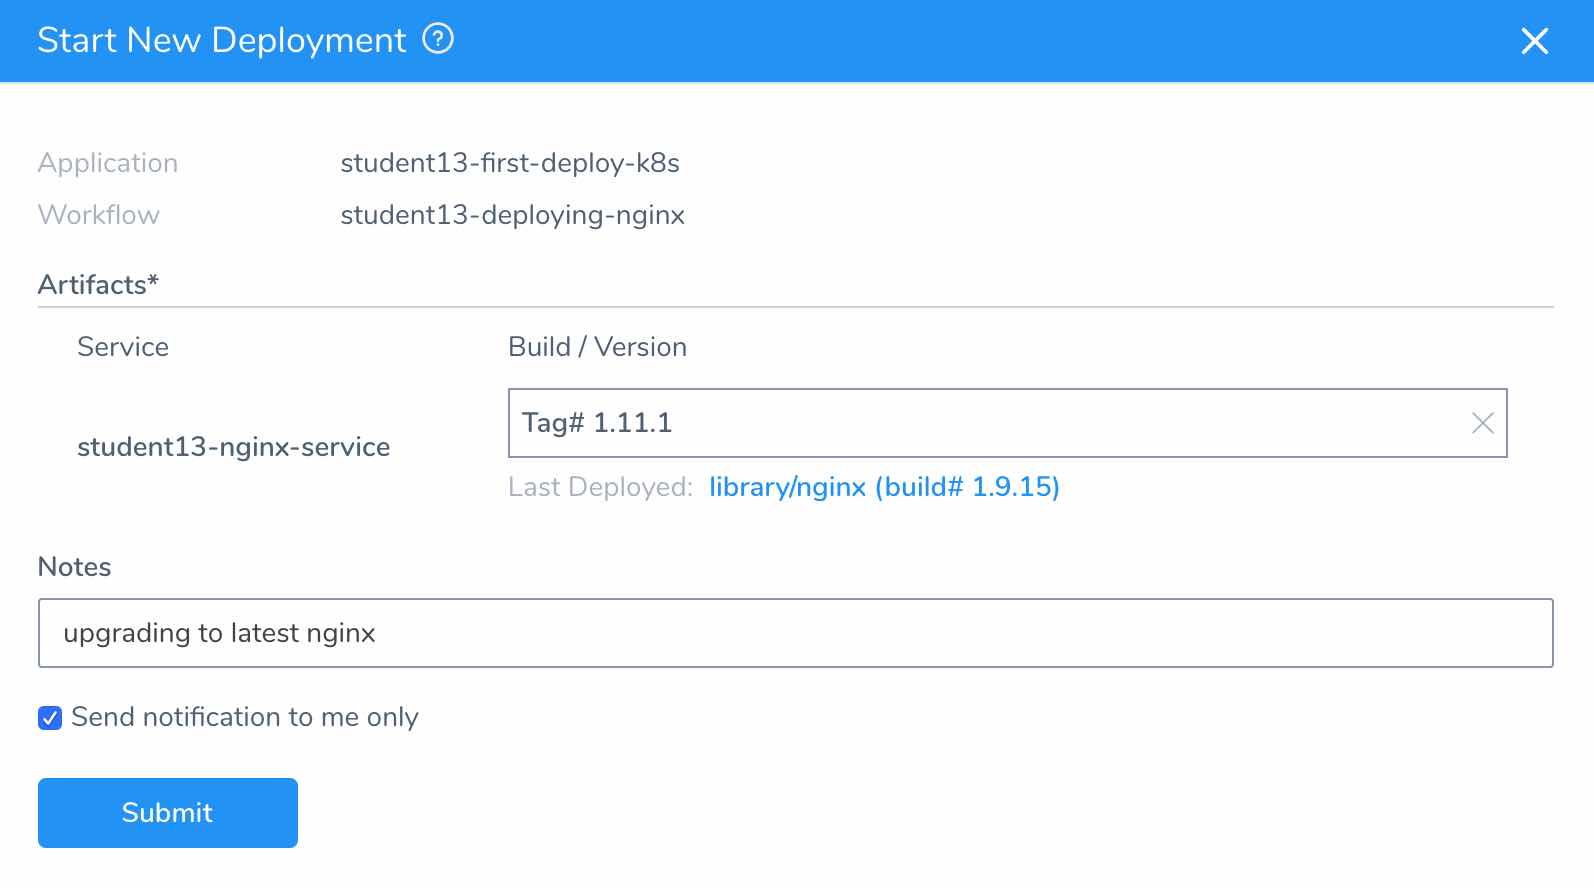 Start New Deployment ?
Application student13-first-deploy-k8s
Workflow student13-deploying-nginx
Artifacts*
Service Build / Version
student13-nginx-service Tag# 1.11.1
Last Deployed: library/nginx (build# 1.9.15)
Notes
upgrading to latest nginx
Send notification to me only
Submit